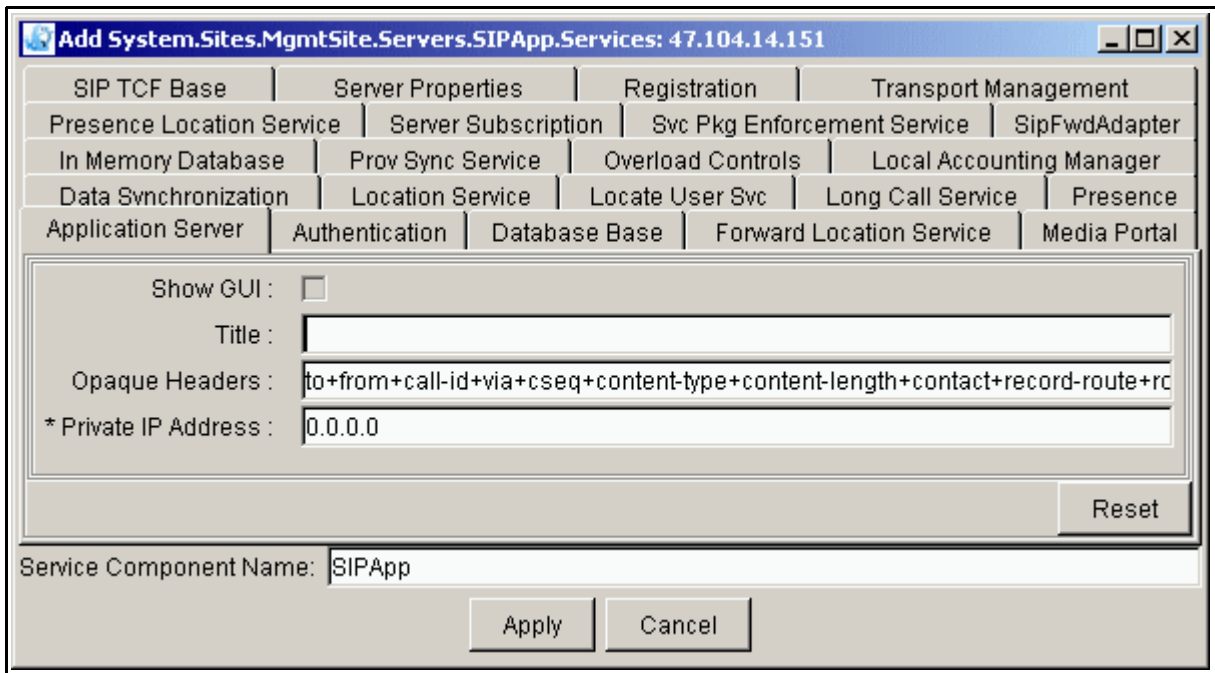 Add System.Sites.MgmtSite.Servers.SIPApp.Services: 47.104.14.151
SIP TCF Base Server Properties Registration Transport Management
Presence Location Service Server Subscription Svc Pkg Enforcement Service SipFwdAdapter
In Memory Database Prov Sync Service Overload Controls Local Accounting Manager
Data Synchronization Location Service Locate User Svc Long Call Service Presence
Application Server Authentication Database Base Forward Location Service Media Portal
Show GUI :
Title :
Opaque Headers : to+from+call-id+via+cseq+content-type+content-length+contact+record-route+ro
* Private IP Address : 0.0.0.0
Reset
Service Component Name: SIPApp
Apply Cancel